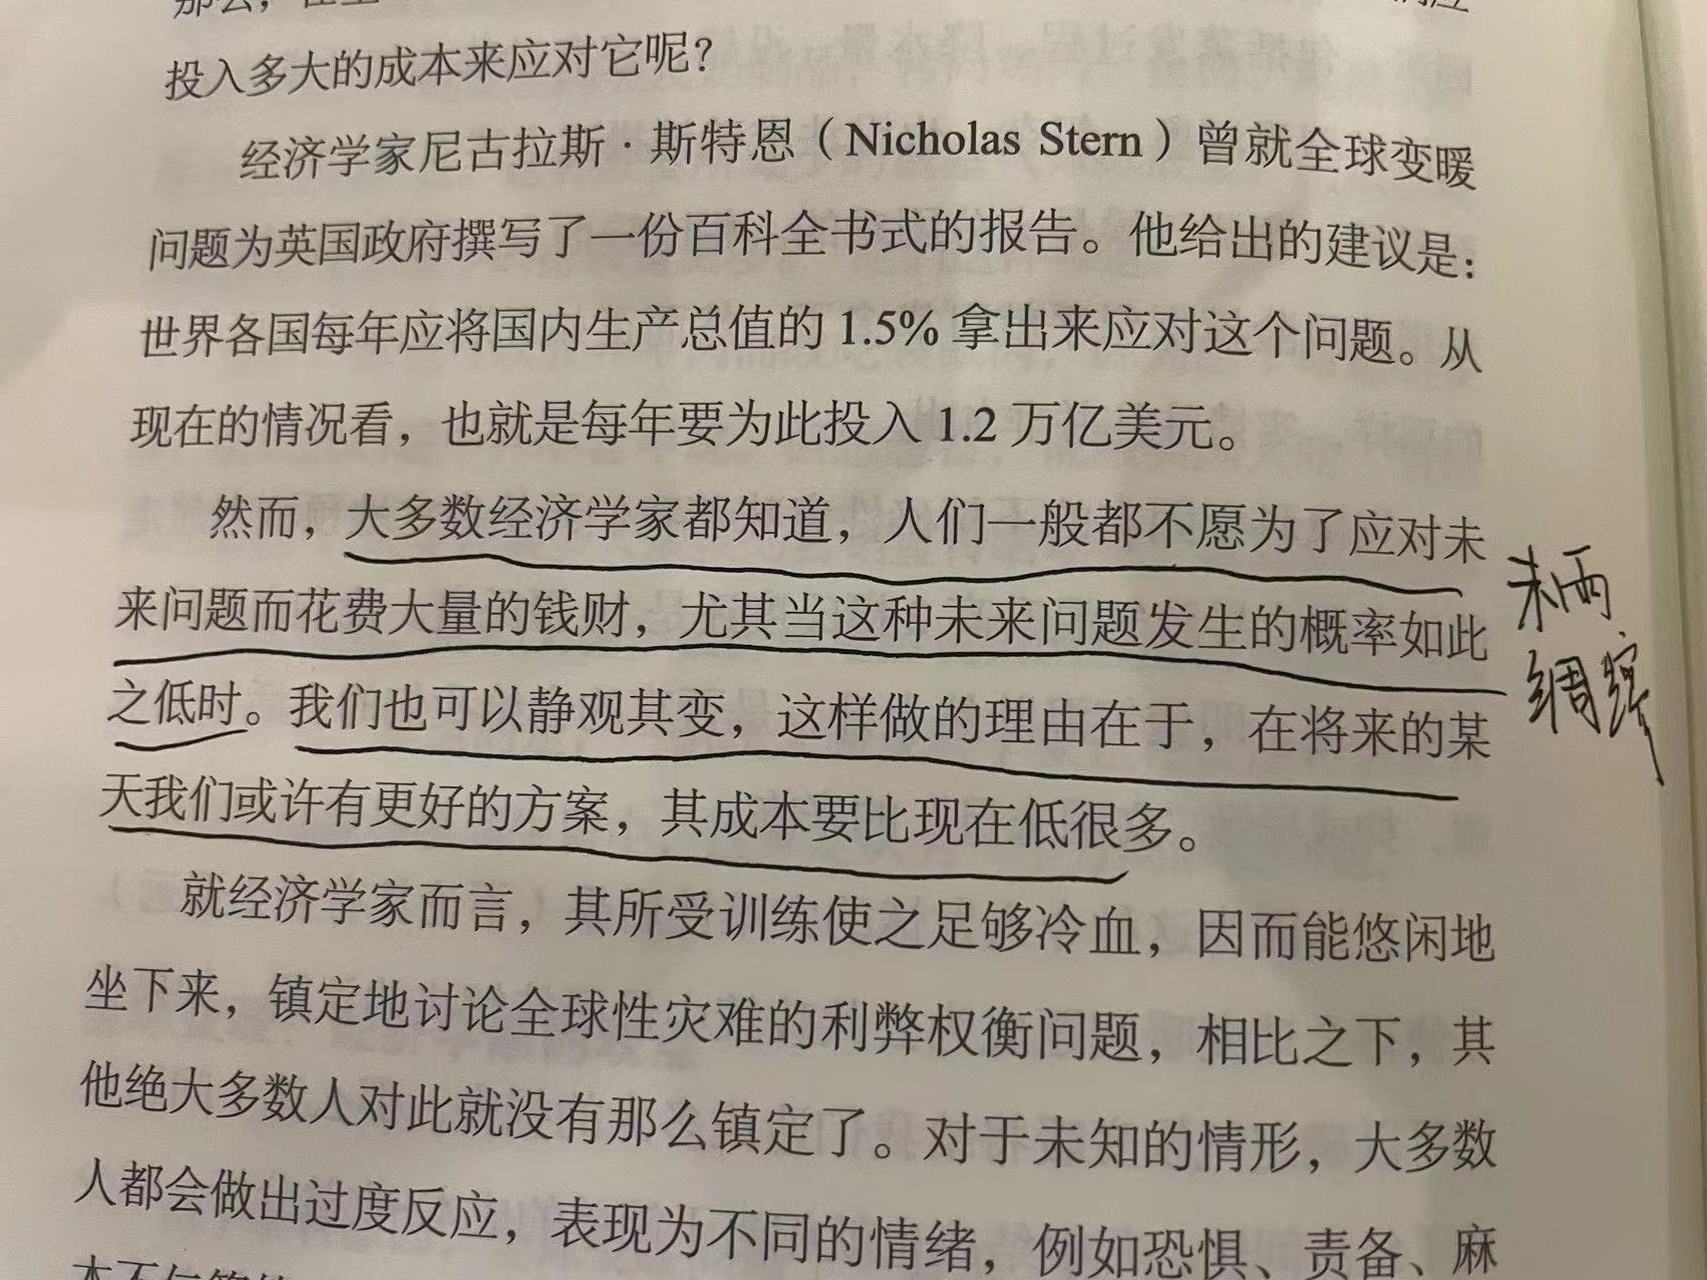 投入多大的成本来应对它呢？
经济学家尼古拉斯·斯特恩（Nicholas Stern）曾就全球变暖
问题为英国政府撰写了一份百科全书式的报告。他给出的建议是：
世界各国每年应将国内生产总值的 1.5% 拿出来应对这个问题。从
现在的情况看，也就是每年要为此投入 1.2 万亿美元。
然而，大多数经济学家都知道，人们一般都不愿为了应对未
来问题而花费大量的钱财，尤其当这种未来问题发生的概率如此
之低时。我们也可以静观其变，这样做的理由在于，在将来的某
天我们或许有更好的方案，其成本要比现在低很多。
就经济学家而言，其所受训练使之足够冷血，因而能悠闲地
坐下来，镇定地讨论全球性灾难的利弊权衡问题，相比之下，其
他绝大多数人对此就没有那么镇定了。对于未知的情形，大多数
人都会做出过度反应，表现为不同的情绪，例如恐惧、责备、麻
未雨
绸缪